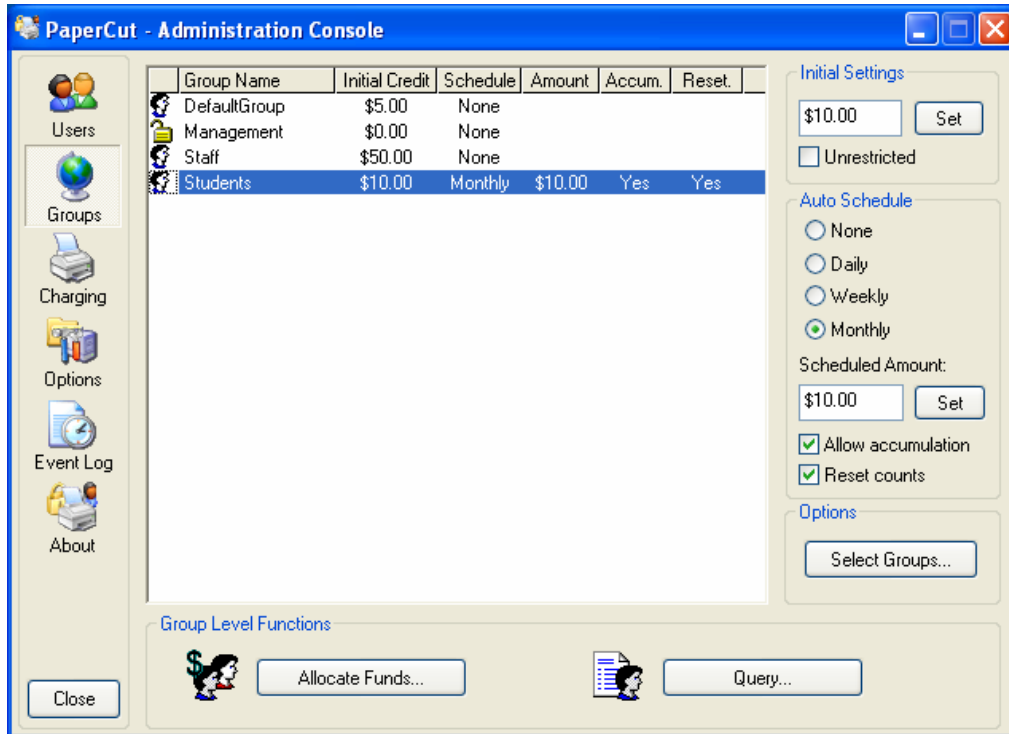 PaperCut - Administration Console
Users
Groups
Charging
Options
Event Log
About
Close
Group Name Initial Credit Schedule Amount Accum. Reset.
DefaultGroup $5.00 None
Management $0.00 None
Staff $50.00 None
Students $10.00 Monthly $10.00 Yes Yes
Initial Settings
$10.00 Set
Unrestricted
Auto Schedule
None
Daily
Weekly
Monthly
Scheduled Amount:
$10.00 Set
Allow accumulation
Reset counts
Options
Select Groups...
Group Level Functions
Allocate Funds... Query...